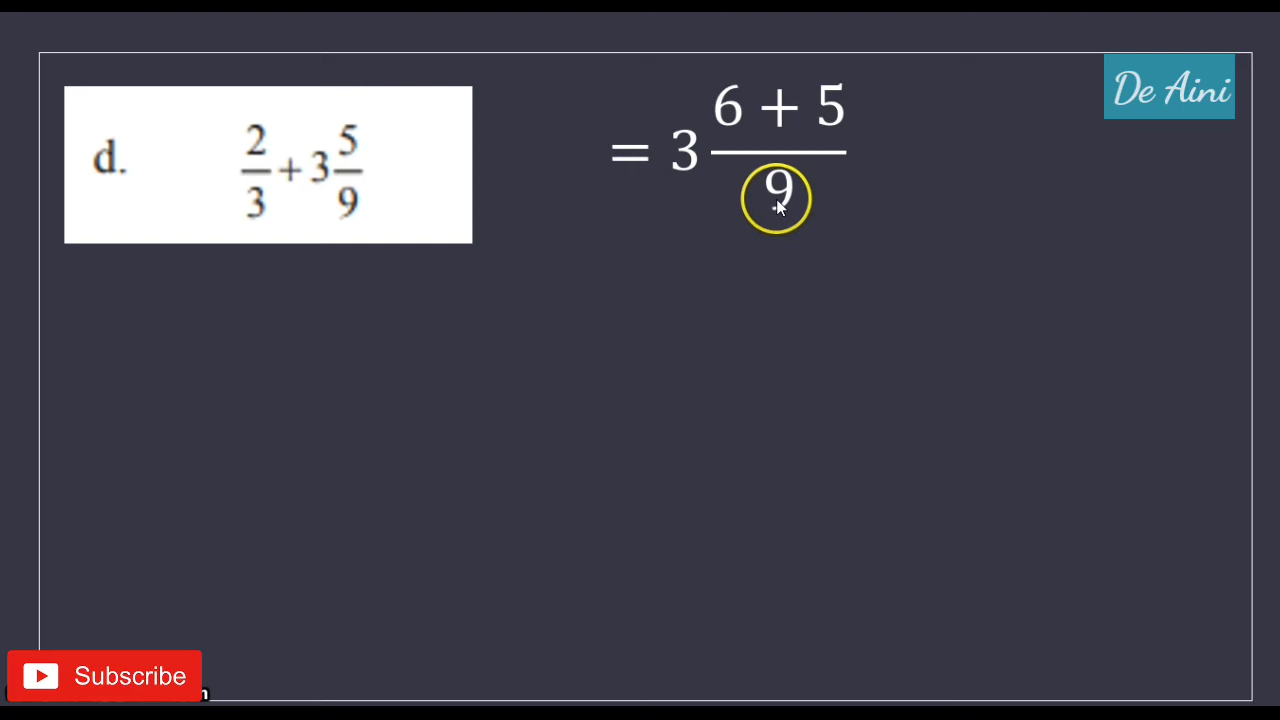 d. 2/3 + 3 5/9
= 3 (6 + 5)/9
De Aini
Subscribe